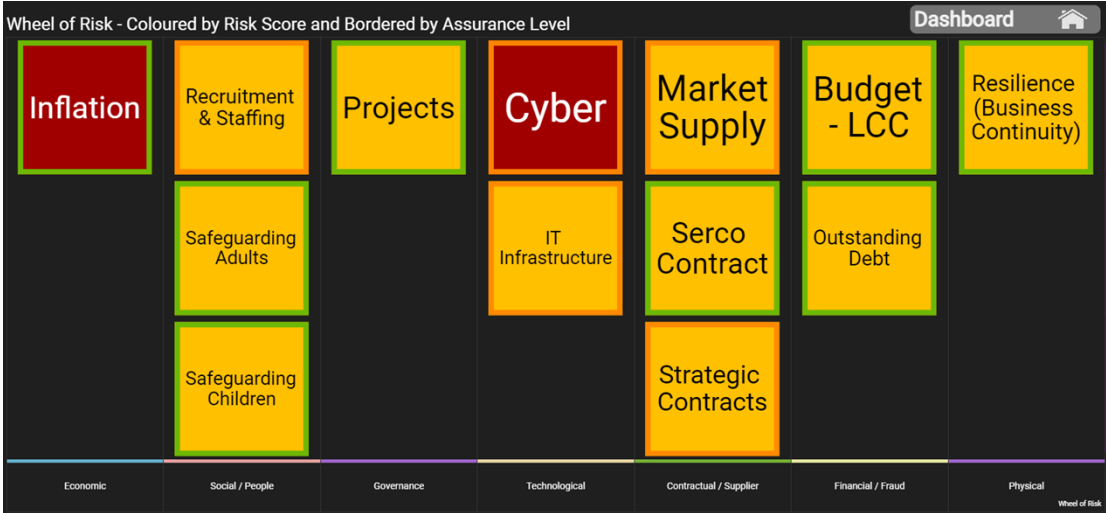 Wheel of Risk - Coloured by Risk Score and Bordered by Assurance Level
Dashboard
Inflation
Recruitment
& Staffing
Projects
Cyber
Market
Supply
Budget
- LCC
Resilience
(Business
Continuity)
Safeguarding
Adults
IT
Infrastructure
Serco
Contract
Outstanding
Debt
Safeguarding
Children
Strategic
Contracts
Economic
Social / People
Governance
Technological
Contractual / Supplier
Financial / Fraud
Physical
Wheel of Risk